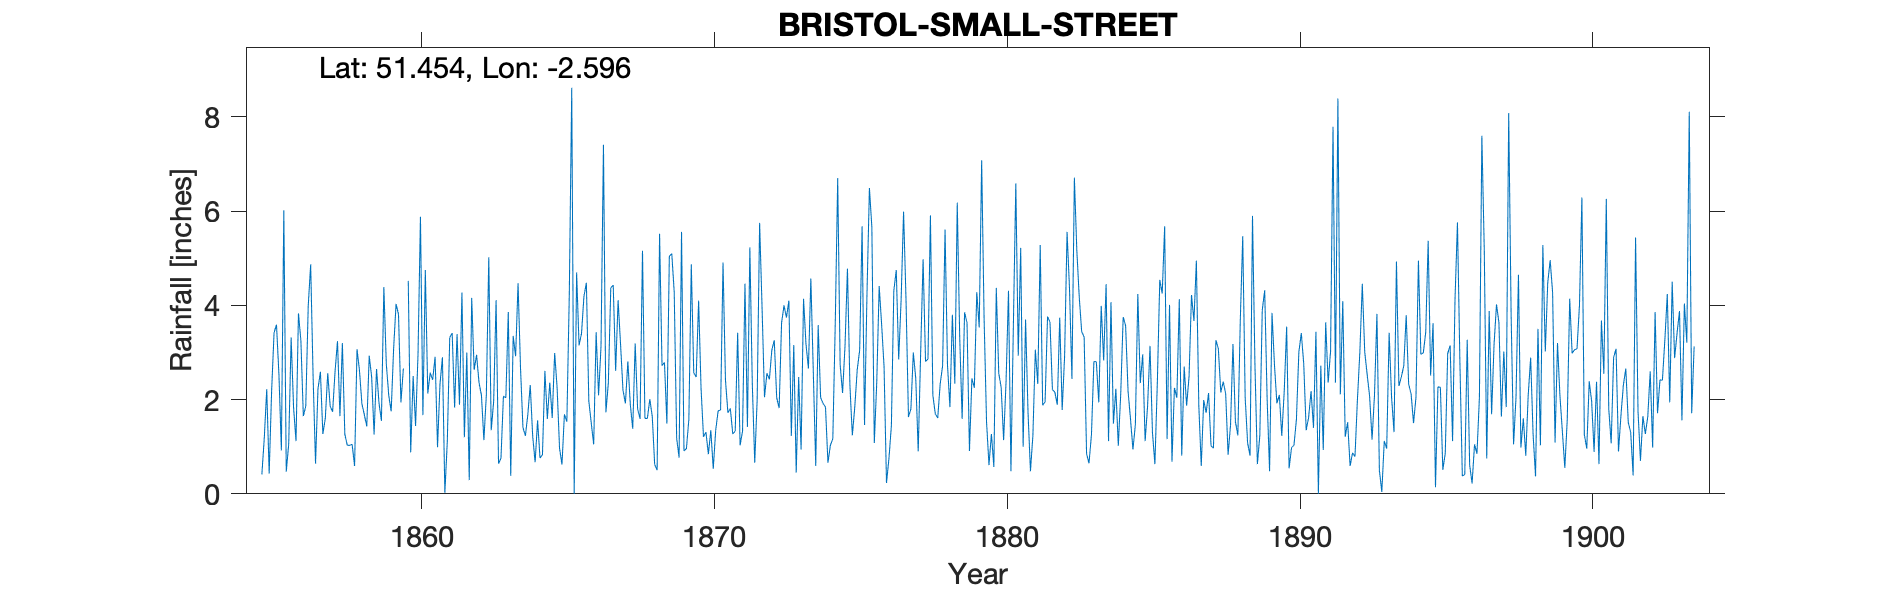 BRISTOL-SMALL-STREET
Lat: 51.454, Lon: -2.596
8
6
4
2
0
Rainfall [inches]
1860 1870 1880 1890 1900
Year